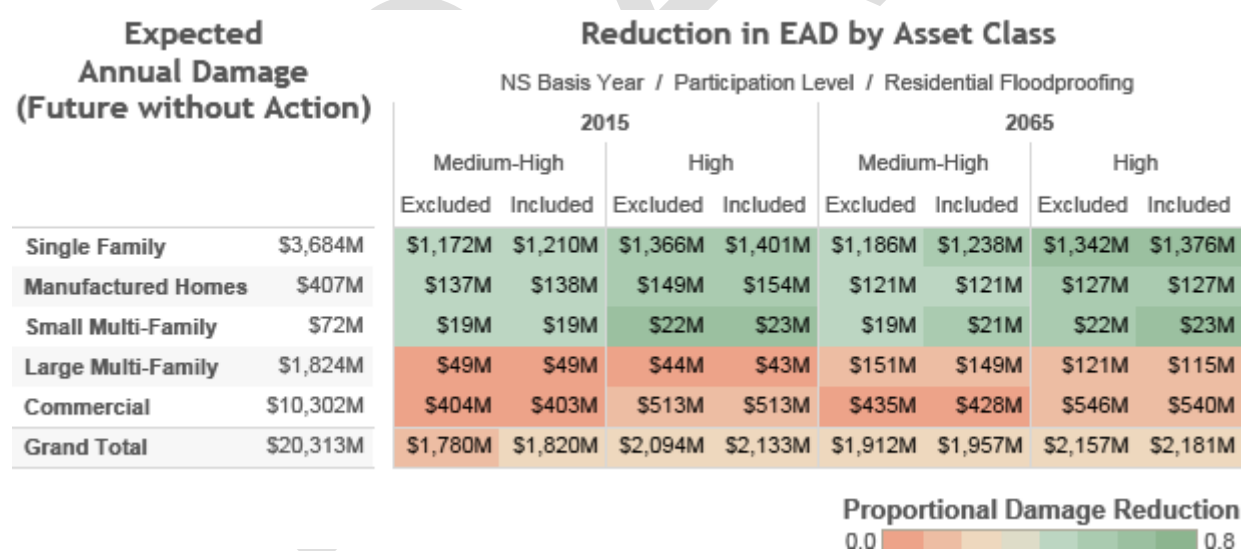 Expected
Annual Damage
(Future without Action)
Reduction in EAD by Asset Class
NS Basis Year / Participation Level / Residential Floodproofing
2015 2065
Medium-High High Medium-High High
Excluded Included Excluded Included Excluded Included Excluded Included
Single Family $3,684M $1,172M $1,210M $1,366M $1,401M $1,186M $1,238M $1,342M $1,376M
Manufactured Homes $407M $137M $138M $149M $154M $121M $121M $127M $127M
Small Multi-Family $72M $19M $19M $22M $23M $19M $21M $22M $23M
Large Multi-Family $1,824M $49M $49M $44M $43M $151M $149M $121M $115M
Commercial $10,302M $404M $403M $513M $513M $435M $428M $546M $540M
Grand Total $20,313M $1,780M $1,820M $2,094M $2,133M $1,912M $1,957M $2,157M $2,181M
Proportional Damage Reduction
0.0 0.8